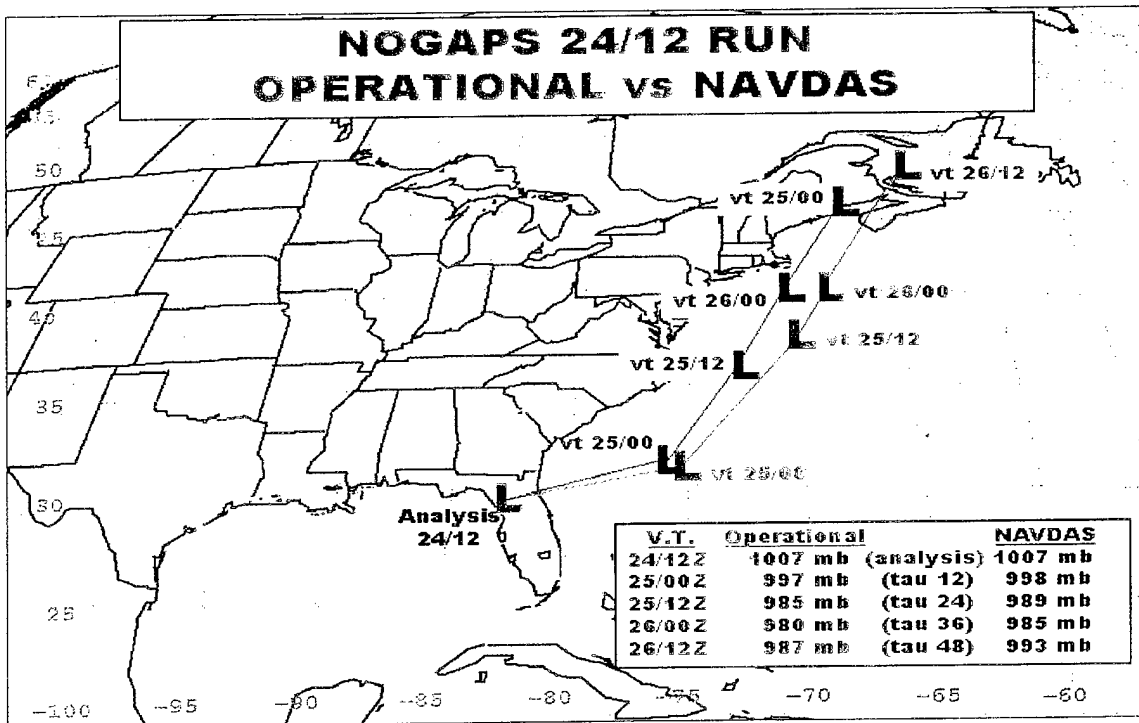 NOGAPS 24/12 RUN
OPERATIONAL vs NAVDAS
50
vt 26/12
vt 25/00
L
L
vt 26/00
L
L
vt 26/00
40
L
vt 25/12
vt 25/12
L
35
vt 25/00
L
L
vt 25/00
30
L
Analysis
24/12
V.T. Operational NAVDAS
24/12Z 1007 mb (analysis) 1007 mb
25/00Z 997 mb (tau 12) 998 mb
25/12Z 985 mb (tau 24) 989 mb
26/00Z 980 mb (tau 36) 985 mb
26/12Z 987 mb (tau 48) 993 mb
25
-100 -95 -90 -85 -80 -75 -70 -65 -60